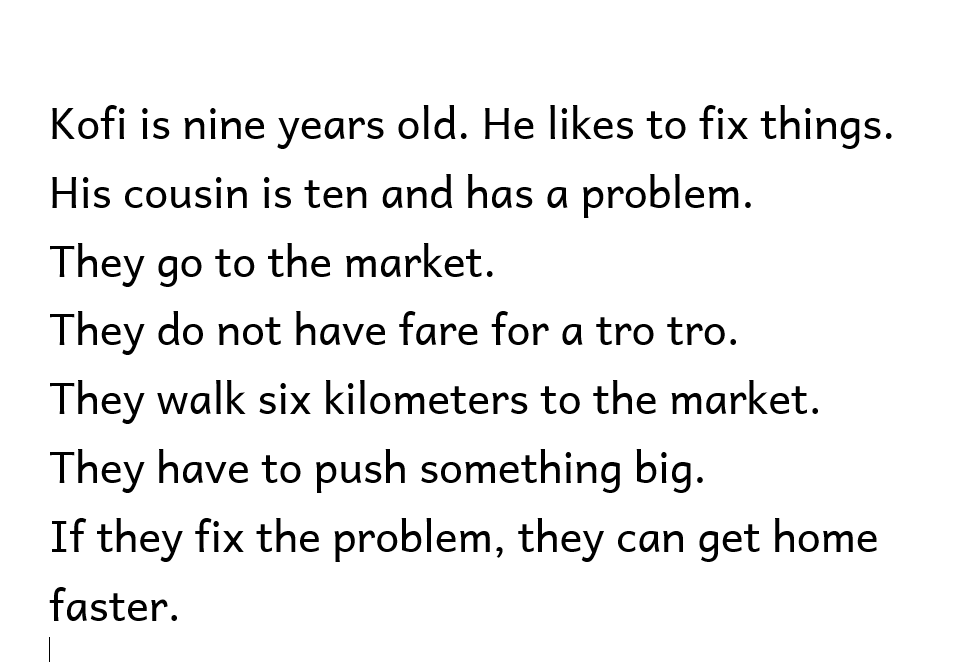 Kofi is nine years old. He likes to fix things.
His cousin is ten and has a problem.
They go to the market.
They do not have fare for a tro tro.
They walk six kilometers to the market.
They have to push something big.
If they fix the problem, they can get home
faster.